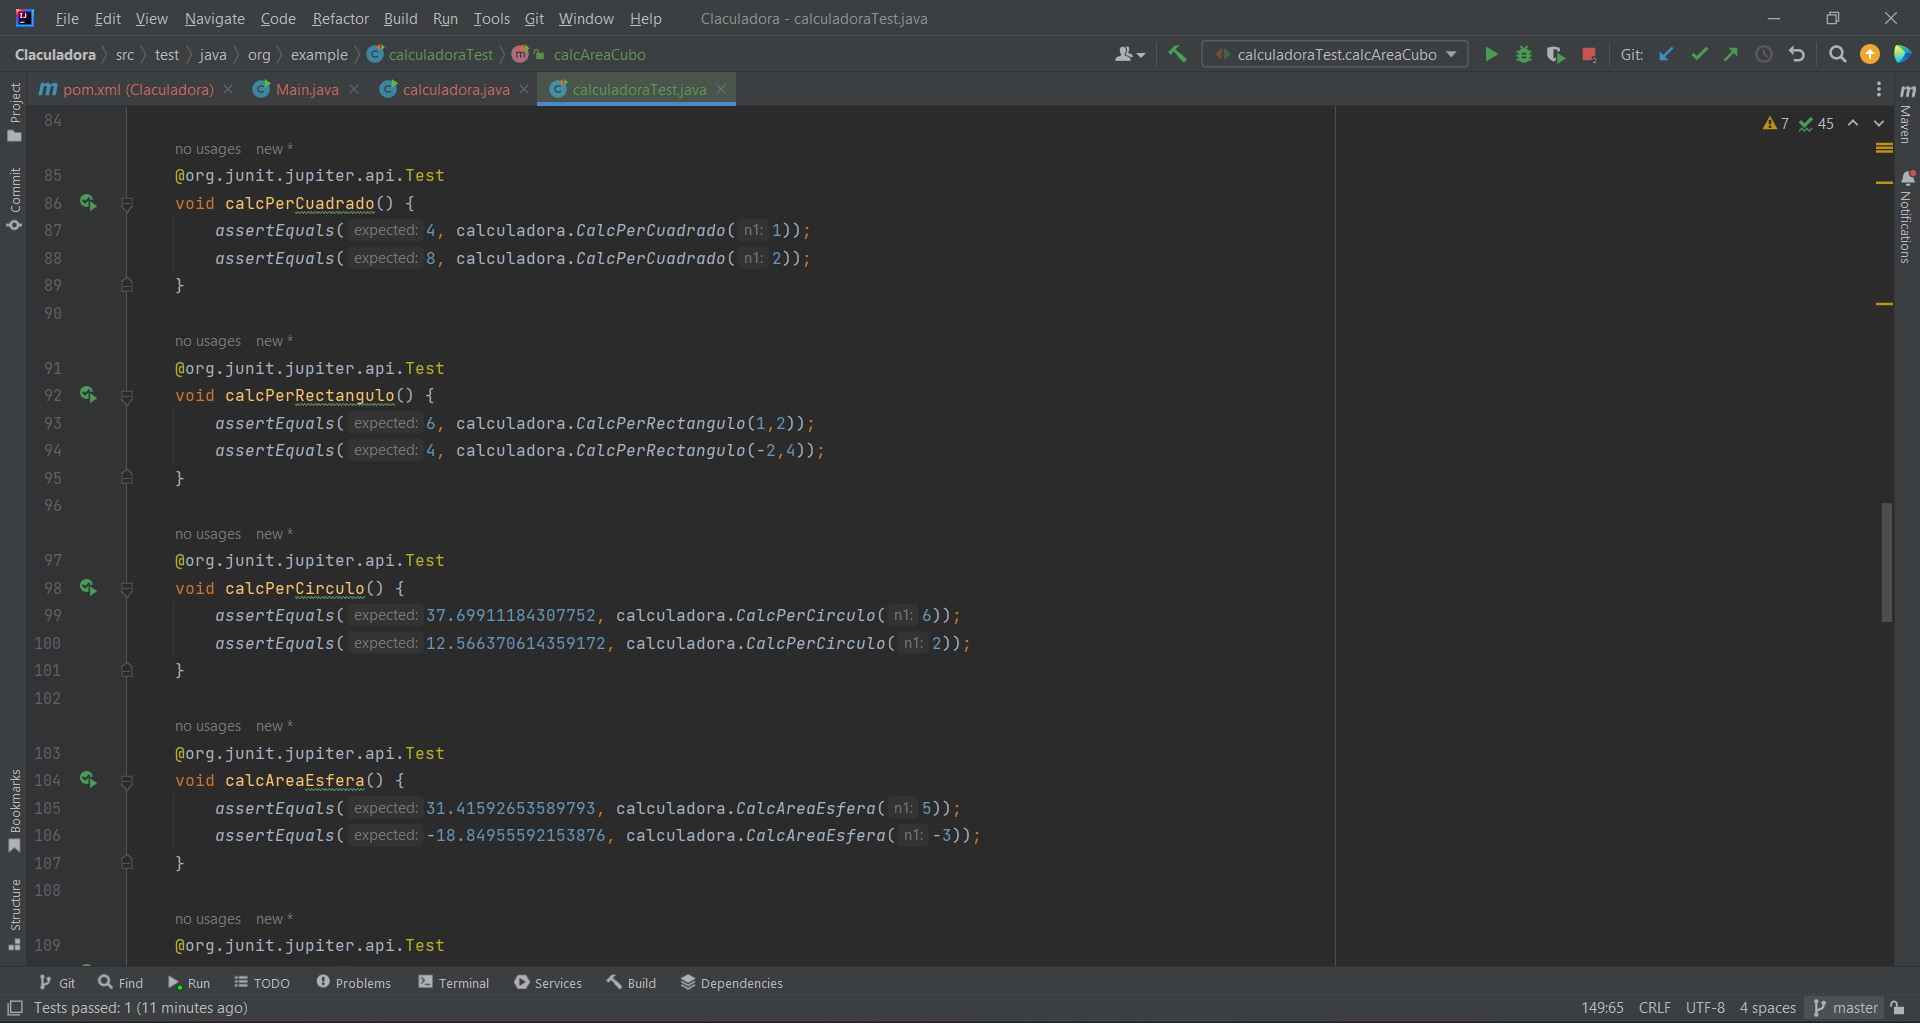 File Edit View Navigate Code Refactor Build Run Tools Git Window Help Claculadora - calculadoraTest.java
Claculadora src test java org example calculadoraTest calcAreaCubo calculadoraTest.calcAreaCubo Git:
pom.xml (Claculadora) Main.java calculadora.java calculadoraTest.java
Project
Commit
Bookmarks
Structure
Maven
Notifications
7 45
84
no usages new *
85 @org.junit.jupiter.api.Test
86 void calcPerCuadrado() {
87 assertEquals( expected: 4, calculadora.CalcPerCuadrado( n1: 1));
88 assertEquals( expected: 8, calculadora.CalcPerCuadrado( n1: 2));
89 }
90
no usages new *
91 @org.junit.jupiter.api.Test
92 void calcPerRectangulo() {
93 assertEquals( expected: 6, calculadora.CalcPerRectangulo(1,2));
94 assertEquals( expected: 4, calculadora.CalcPerRectangulo(-2,4));
95 }
96
no usages new *
97 @org.junit.jupiter.api.Test
98 void calcPerCirculo() {
99 assertEquals( expected: 37.69911184307752, calculadora.CalcPerCirculo( n1: 6));
100 assertEquals( expected: 12.566370614359172, calculadora.CalcPerCirculo( n1: 2));
101 }
102
no usages new *
103 @org.junit.jupiter.api.Test
104 void calcAreaEsfera() {
105 assertEquals( expected: 31.41592653589793, calculadora.CalcAreaEsfera( n1: 5));
106 assertEquals( expected: -18.84955592153876, calculadora.CalcAreaEsfera( n1: -3));
107 }
108
no usages new *
109 @org.junit.jupiter.api.Test
Git Find Run TODO Problems Terminal Services Build Dependencies
Tests passed: 1 (11 minutes ago) 149:65 CRLF UTF-8 4 spaces master